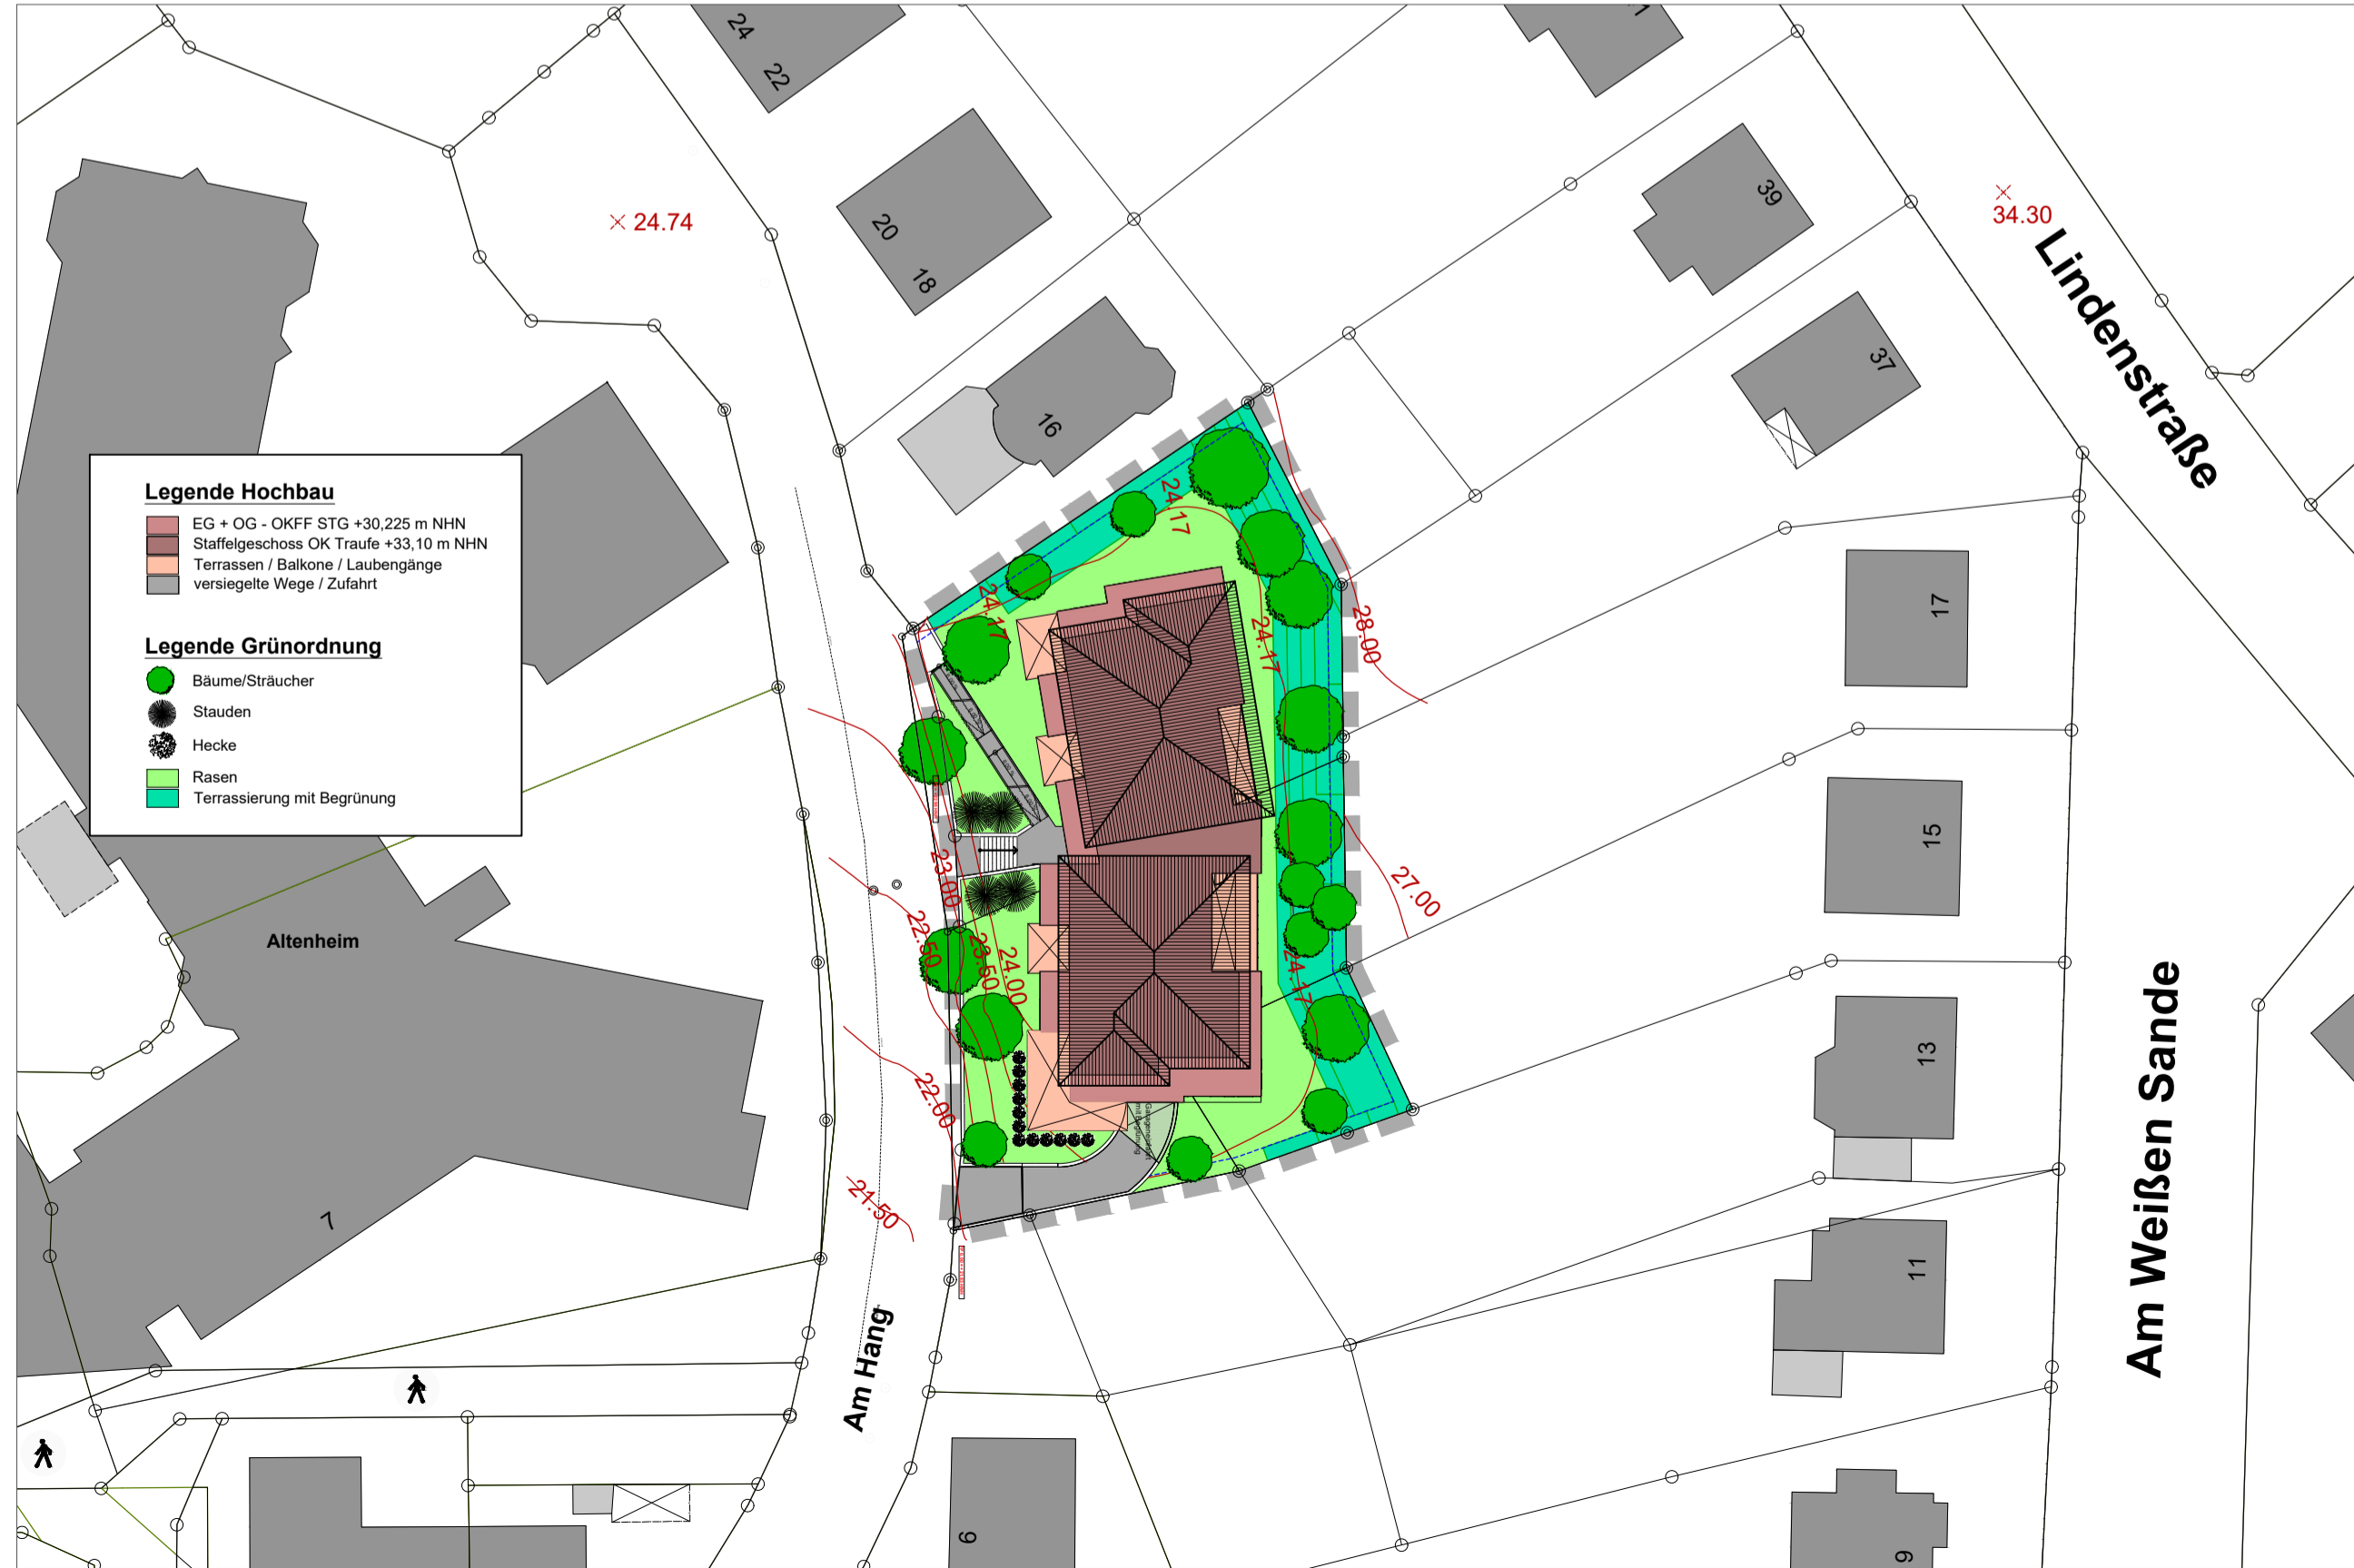 24
22
1
20
18
39
24.74
34.30
Lindenstraße
37
16
Legende Hochbau
EG + OG - OKFF STG +30,225 m NHN
Staffelgeschoss OK Traufe +33,10 m NHN
Terrassen / Balkone / Laubengänge
versiegelte Wege / Zufahrt
Legende Grünordnung
Bäume/Sträucher
Stauden
Hecke
Rasen
Terrassierung mit Begrünung
24.17
24.17
24.17
28.00
17
15
27.00
23.00
22.50
23.50
24.00
24.17
Altenheim
22.00
13
Am Weißen Sande
21.50
7
11
Am Hang
6
9